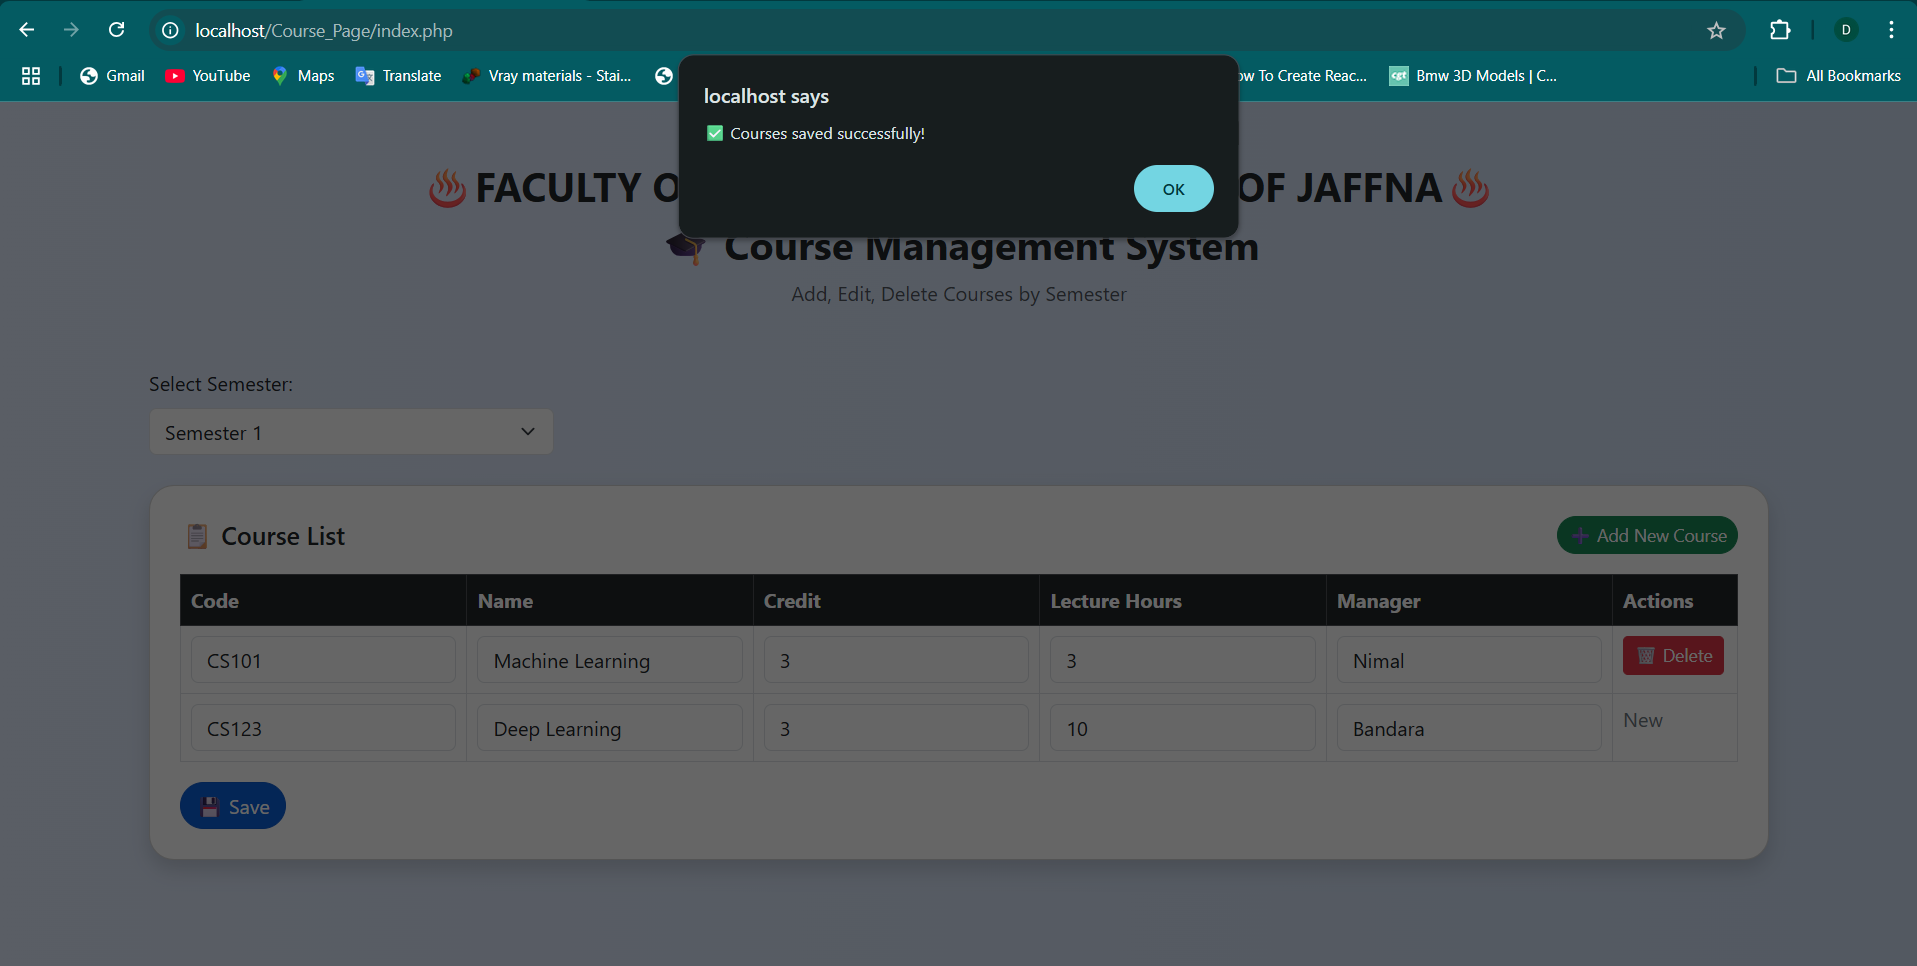 localhost/Course_Page/index.php
D
Gmail YouTube Maps Translate Vray materials - Stai... ow To Create Reac... Bmw 3D Models | C... All Bookmarks
localhost says
✅ Courses saved successfully!
OK
♨️ FACULTY O OF JAFFNA ♨️
🎓 Course Management System
Add, Edit, Delete Courses by Semester
Select Semester:
Semester 1
📋 Course List
➕ Add New Course
Code Name Credit Lecture Hours Manager Actions
CS101 Machine Learning 3 3 Nimal 🗑️ Delete
CS123 Deep Learning 3 10 Bandara New
💾 Save